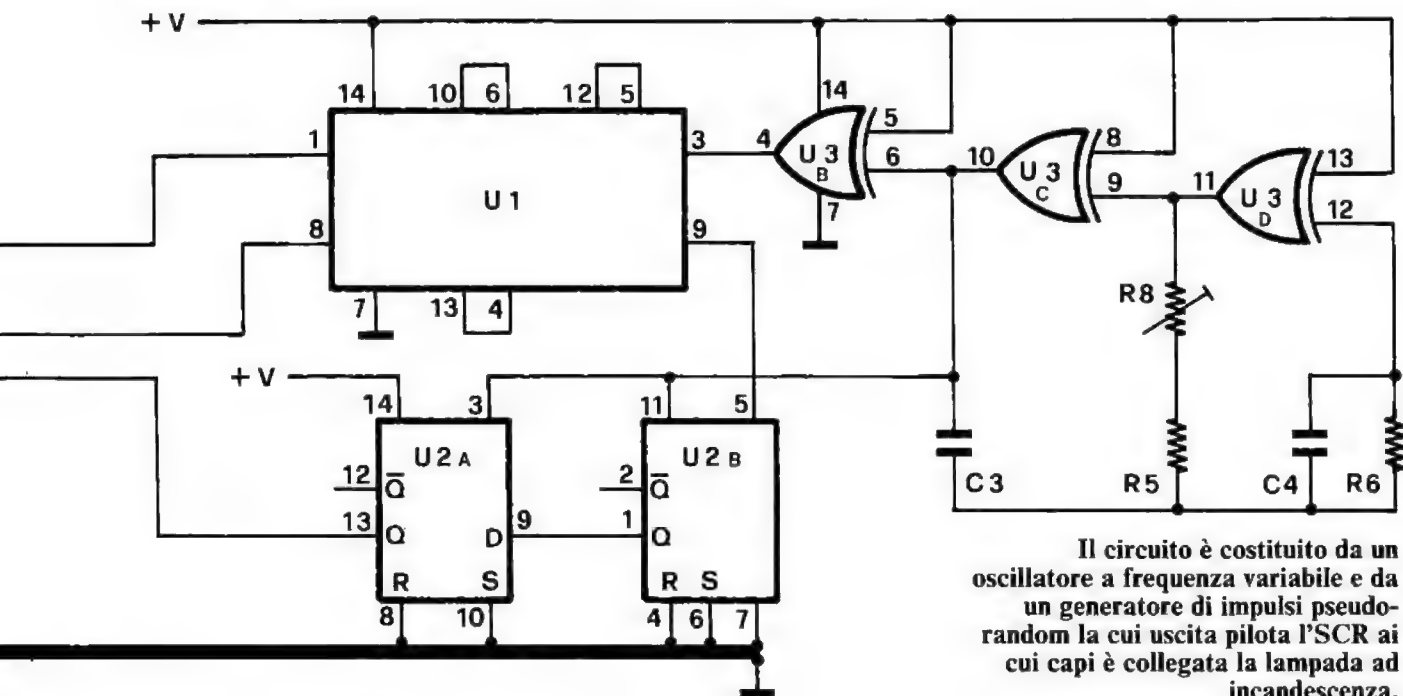 + V
14 10 6 12 5 14 5 8 13
1 3 4 U3 B 6 10 U3 C 9 11 U3 D 12
U1
8 9 7
7 13 4 R8
+ V
14 3 11 5
U2A U2B
12 Q̅ 2 Q̅ C3 R5 C4 R6
13 Q D 9 1 Q
R S R S
8 10 4 6 7
Il circuito è costituito da un
oscillatore a frequenza variabile e da
un generatore di impulsi pseudo-
random la cui uscita pilota l'SCR ai
cui capi è collegata la lampada ad
incandescenza.